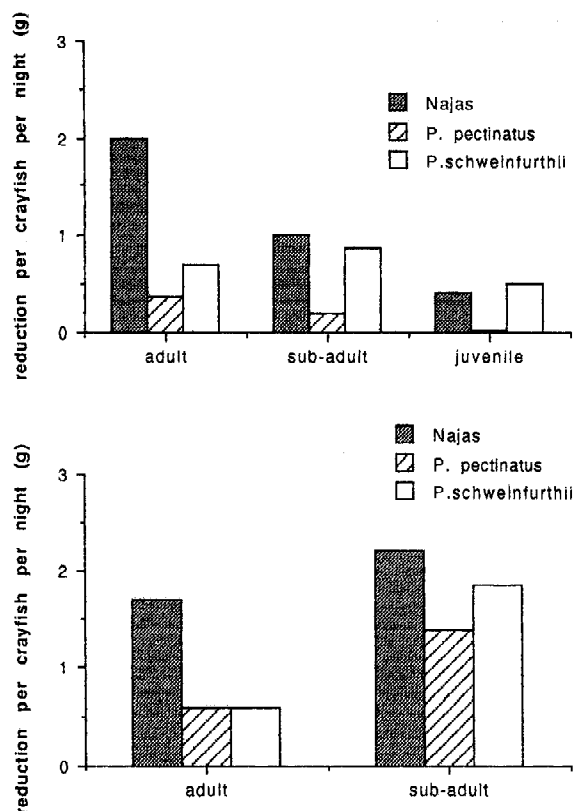 reduction per crayfish per night (g)
3
2
1
0
Najas
P. pectinatus
P.schweinfurthii
adult
sub-adult
juvenile
reduction per crayfish per night (g)
3
2
1
0
Najas
P. pectinatus
P.schweinfurthii
adult
sub-adult